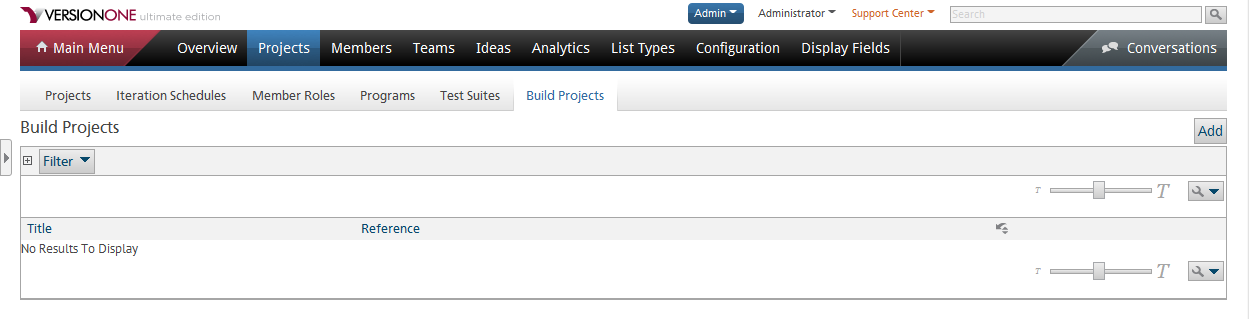 VERSIONONE ultimate edition Admin Administrator Support Center Search
Main Menu Overview Projects Members Teams Ideas Analytics List Types Configuration Display Fields Conversations
Projects Iteration Schedules Member Roles Programs Test Suites Build Projects
Build Projects Add
Filter
T T
Title Reference
No Results To Display
T T